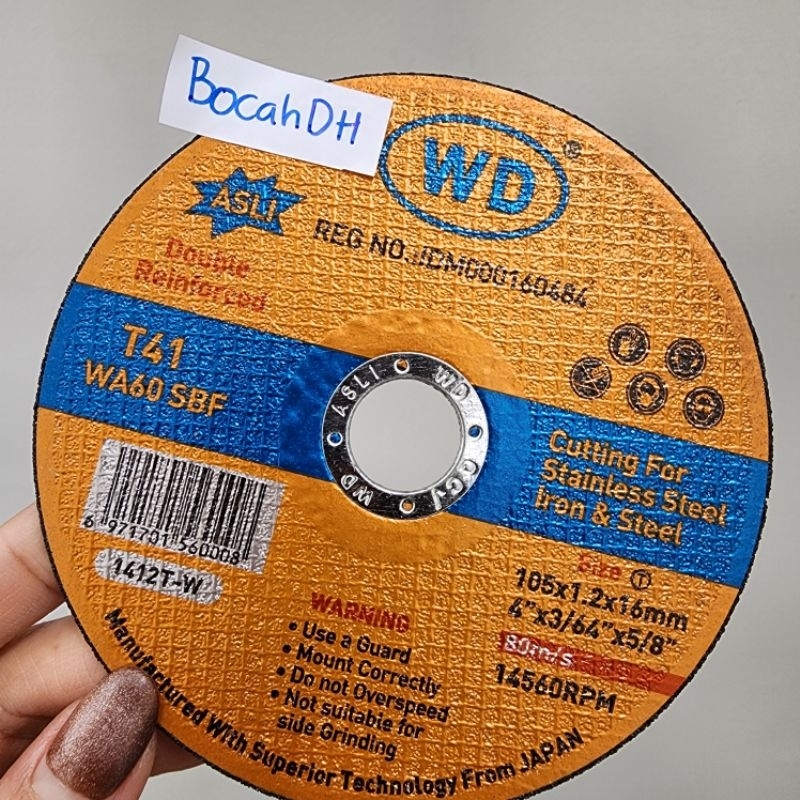 BocahDH
WD®
ASLI
REG NO.:IDM000160484
Double
Reinforced
T41
WA60 SBF
ASLI WD
WD
Cutting For
Stainless Steel
Iron & Steel
6 971701 560008
1412T-W
Size T
105x1.2x16mm
4"x3/64"x5/8"
80m/s
14560RPM
WARNING
• Use a Guard
• Mount Correctly
• Do not Overspeed
• Not suitable for
side Grinding
Manufactured With Superior Technology From JAPAN